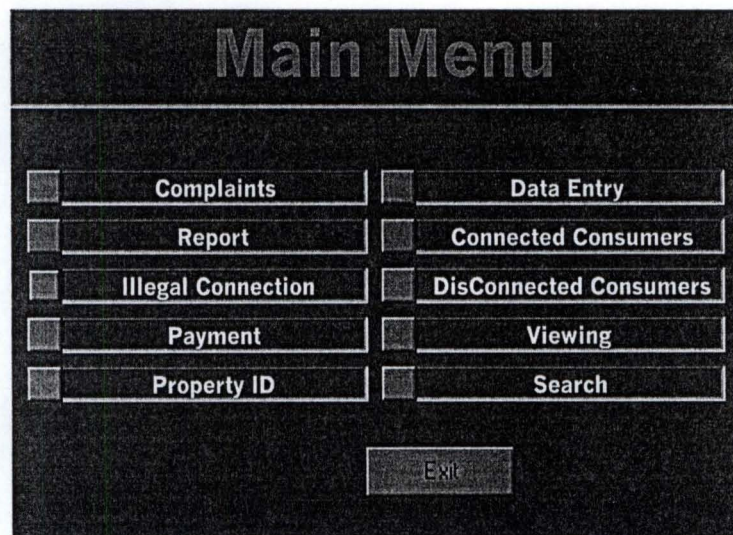 Main Menu
Complaints
Data Entry
Report
Connected Consumers
Illegal Connection
DisConnected Consumers
Payment
Viewing
Property ID
Search
Exit